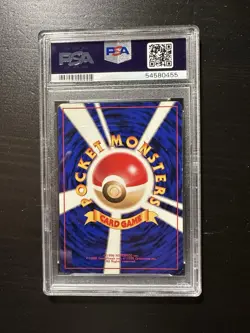 PSA
PSA
54580455
POCKET MONSTERS
CARD GAME